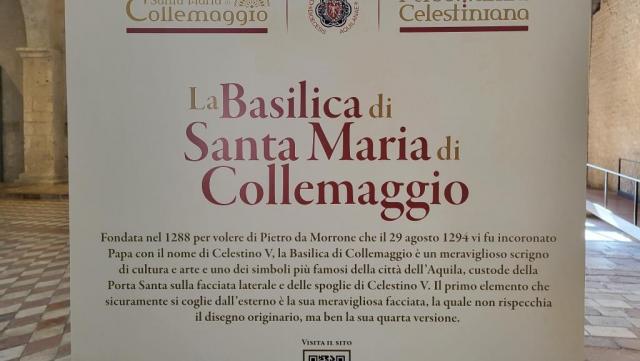 Santa Maria di
Collemaggio
Celestiniana
La Basilica di
Santa Maria di
Collemaggio
Fondata nel 1288 per volere di Pietro da Morrone che il 29 agosto 1294 vi fu incoronato
Papa con il nome di Celestino V, la Basilica di Collemaggio è un meraviglioso scrigno
di cultura e arte e uno dei simboli più famosi della città dell'Aquila, custode della
Porta Santa sulla facciata laterale e delle spoglie di Celestino V. Il primo elemento che
sicuramente si coglie dall'esterno è la sua meravigliosa facciata, la quale non rispecchia
il disegno originario, ma ben la sua quarta versione.
Visita il sito